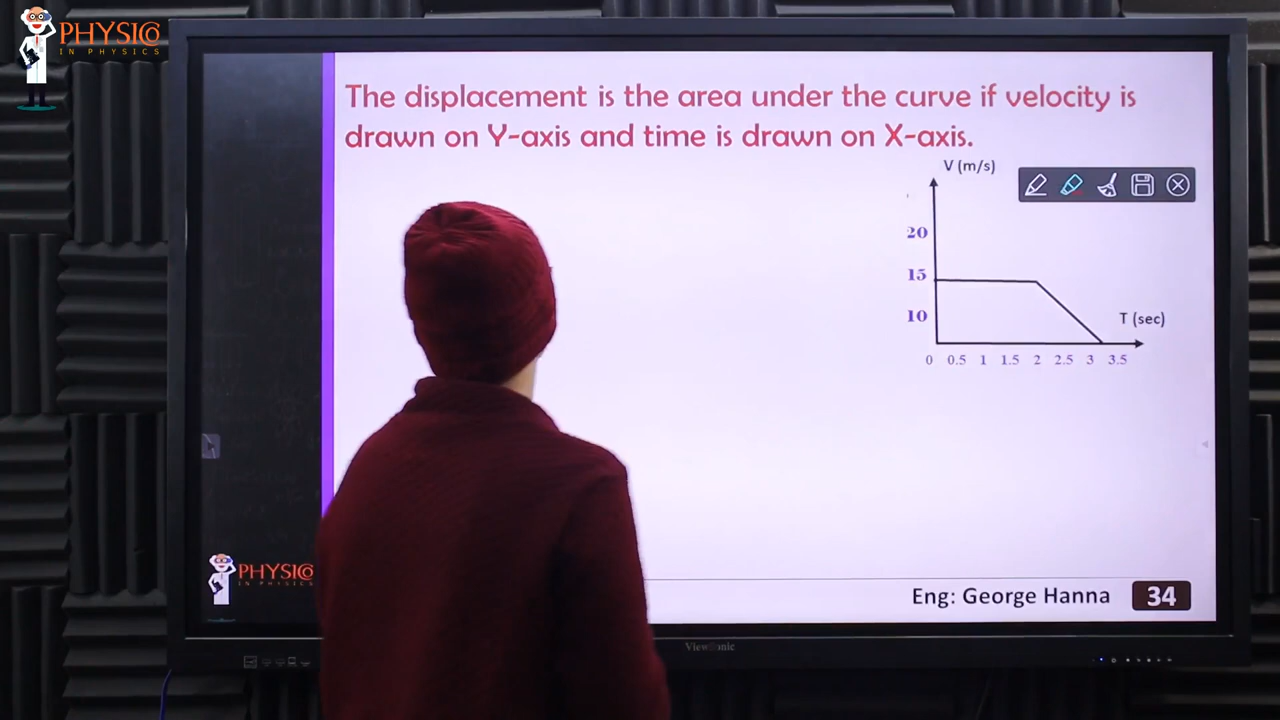 PHYSICO
IN PHYSICS
The displacement is the area under the curve if velocity is
drawn on Y-axis and time is drawn on X-axis.
V (m/s)
20
15
10
T (sec)
0 0.5 1 1.5 2 2.5 3 3.5
PHYSICO
IN PHYSICS
Eng: George Hanna 34
ViewSonic